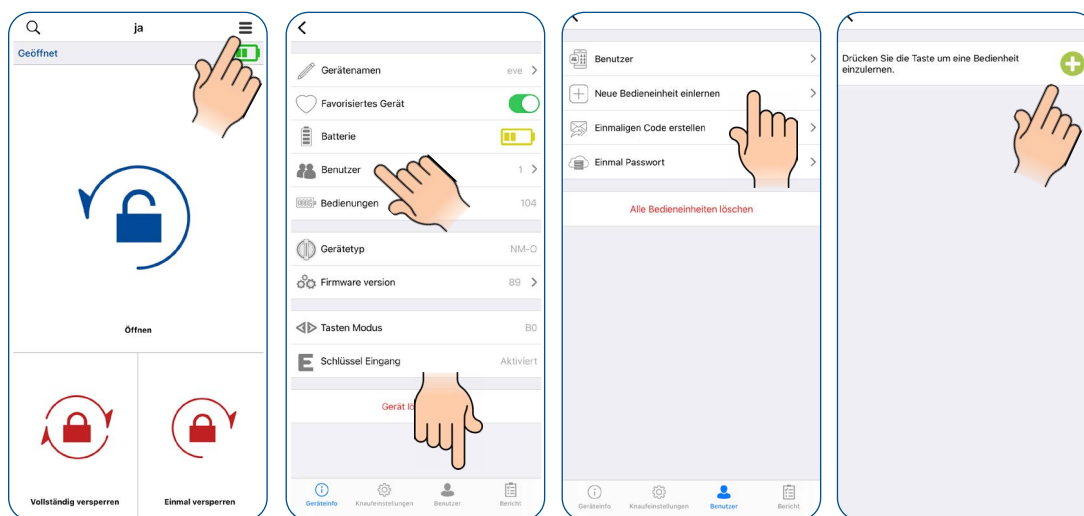 ja
Geöffnet
Öffnen
Vollständig versperren
Einmal versperren
Gerätenamen
eve
Favorisiertes Gerät
Batterie
Benutzer
1
Bedienungen
104
Gerätetyp
NM-O
Firmware version
89
Tasten Modus
B0
E
Schlüssel Eingang
Aktiviert
Gerät lö
Geräteinfo
Knaufeinstellungen
Benutzer
Bericht
Benutzer
Neue Bedieneinheit einlernen
Einmaligen Code erstellen
Einmal Passwort
Alle Bedieneinheiten löschen
Geräteinfo
Knaufeinstellungen
Benutzer
Bericht
Drücken Sie die Taste um eine Bedienheit
einzulernen.